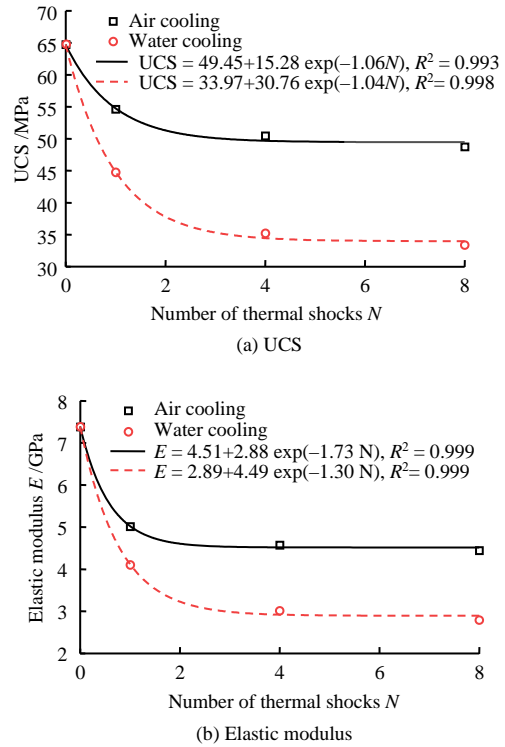 Air cooling
Water cooling
UCS = 49.45+15.28 exp(–1.06N), R² = 0.993
UCS = 33.97+30.76 exp(–1.04N), R²= 0.998
UCS /MPa
65
60
55
50
45
40
35
30
0 2 4 6 8
Number of thermal shocks N
(a) UCS
Air cooling
Water cooling
E = 4.51+2.88 exp(–1.73 N), R² = 0.999
E = 2.89+4.49 exp(–1.30 N), R²= 0.999
Elastic modulus E /GPa
8
7
6
5
4
3
2
0 2 4 6 8
Number of thermal shocks N
(b) Elastic modulus